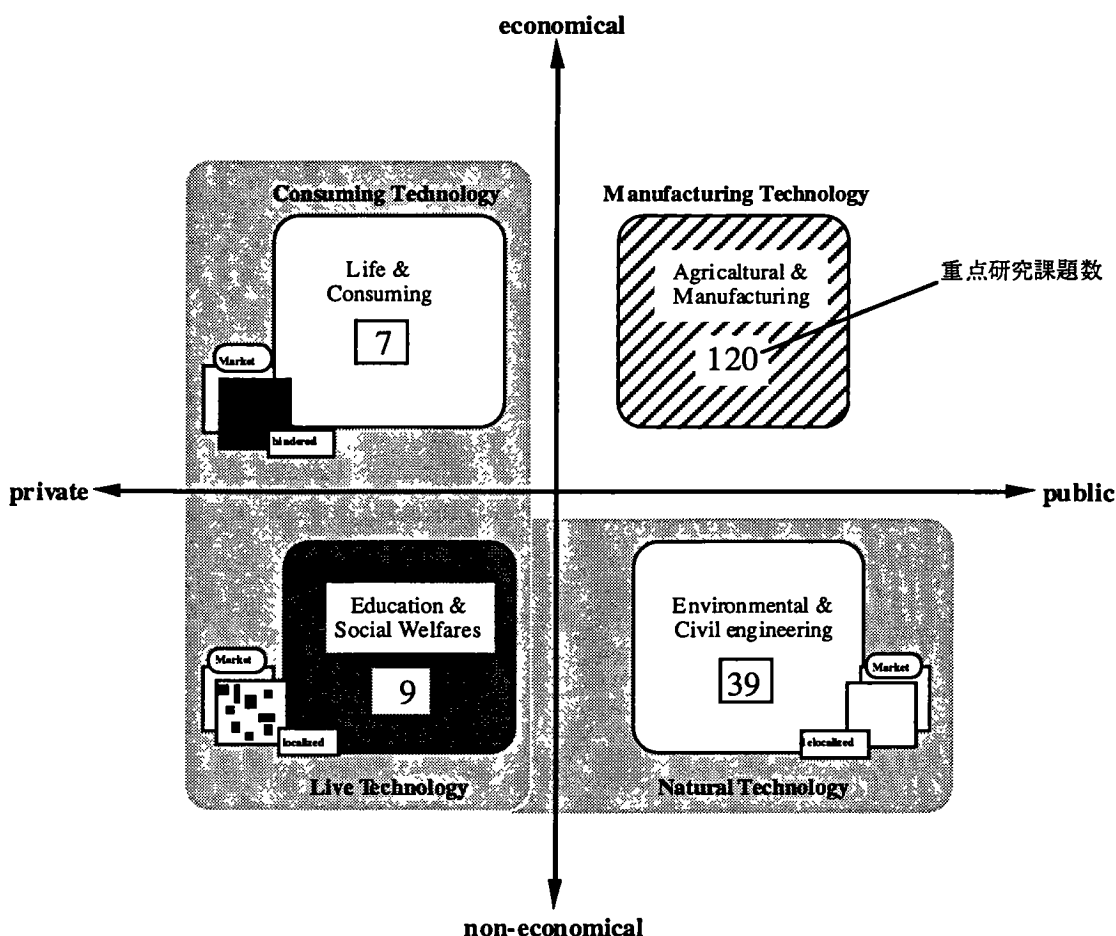 economical
Consuming Technology
Manufacturing Technology
Life &
Consuming
7
Agricaltural &
Manufacturing
120
重点研究課題数
Market
hindered
private
public
Education &
Social Welfares
9
Environmental &
Civil engineering
39
Market
localized
Market
delocalized
Live Technology
Natural Technology
non-economical